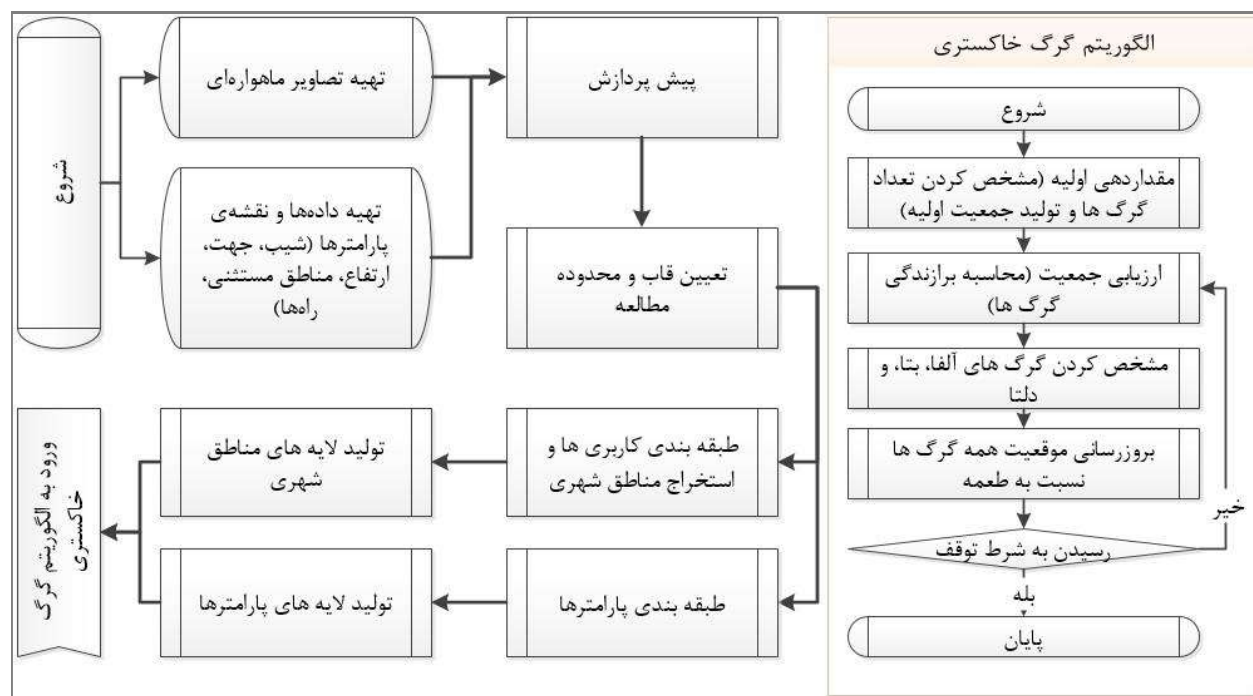 الگوریتم گرگ خاکستری
شروع
مقداردهی اولیه (مشخص کردن تعداد
گرگ ها و تولید جمعیت اولیه)
ارزیابی جمعیت (محاسبه برازندگی
گرگ ها)
مشخص کردن گرگ های آلفا، بتا، و
دلتا
بروزرسانی موقعیت همه گرگ ها
نسبت به طعمه
رسیدن به شرط توقف
خیر
بله
پایان
شروع
تهیه تصاویر ماهواره‌ای
تهیه داده‌ها و نقشه‌ی
پارامترها (شیب، جهت،
ارتفاع، مناطق مستثنی،
راه‌ها)
پیش پردازش
تعیین قاب و محدوده
مطالعه
طبقه بندی کاربری ها و
استخراج مناطق شهری
تولید لایه های مناطق
شهری
طبقه بندی پارامترها
تولید لایه های پارامترها
ورود به الگوریتم گرگ
خاکستری